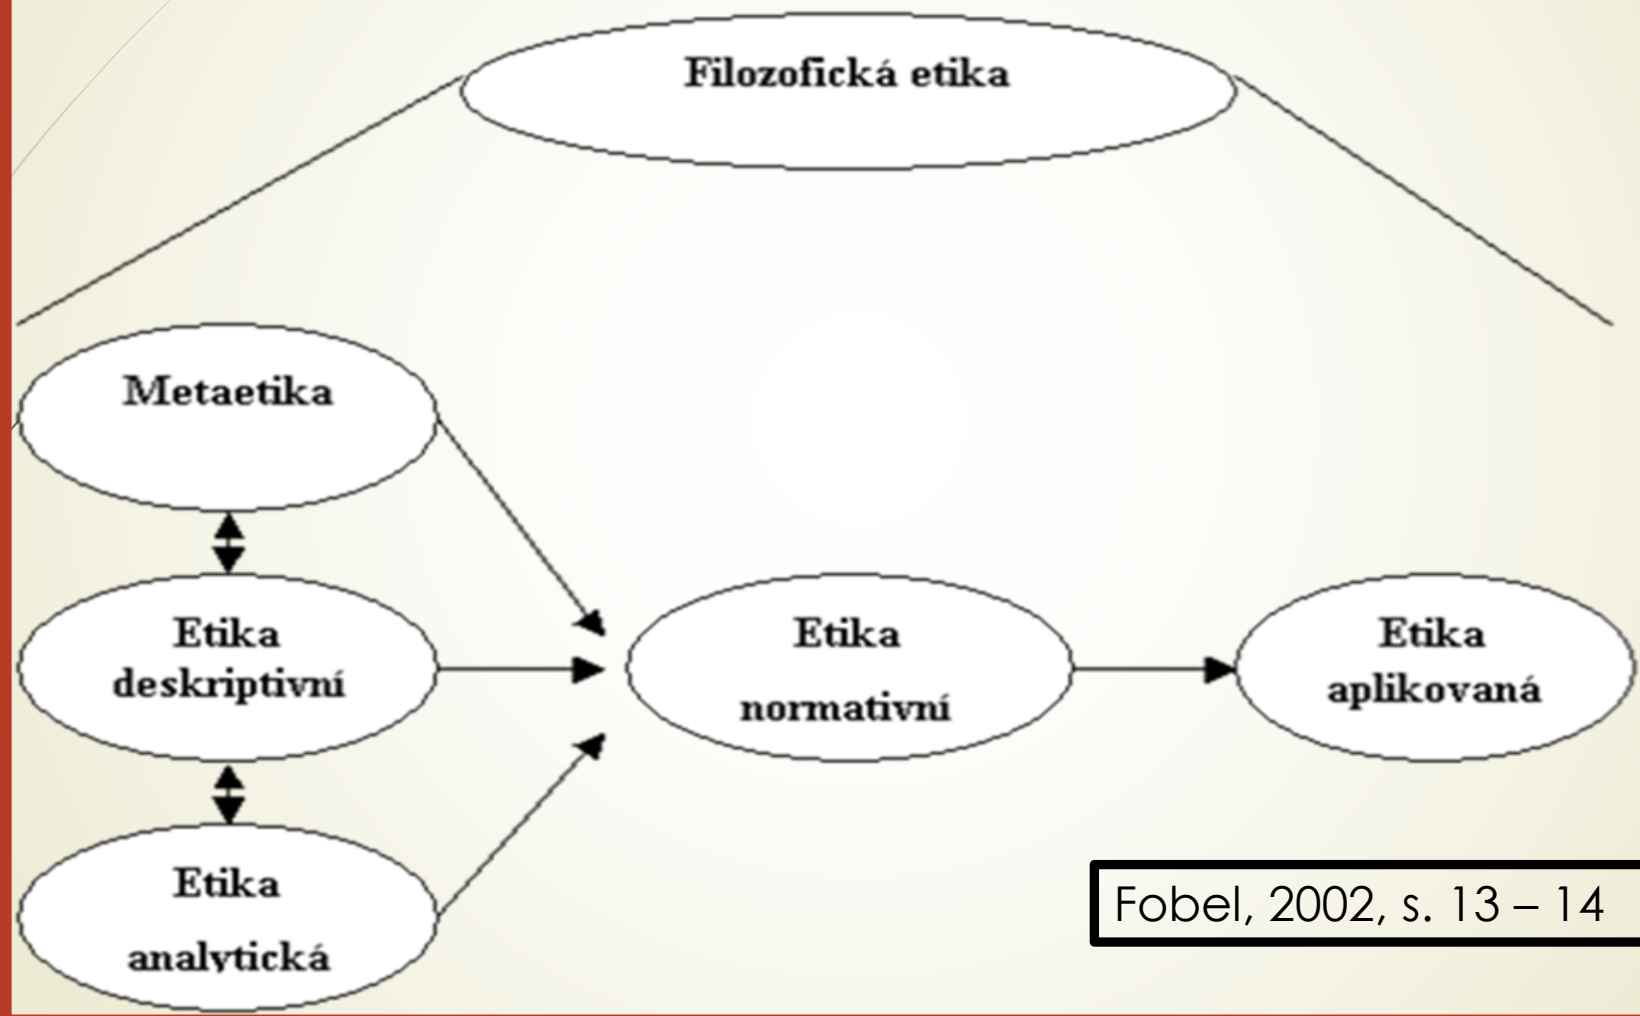 Filozofická etika
Metaetika
Etika
deskriptivní
Etika
normativní
Etika
aplikovaná
Etika
analytická
Fobel, 2002, s. 13 – 14